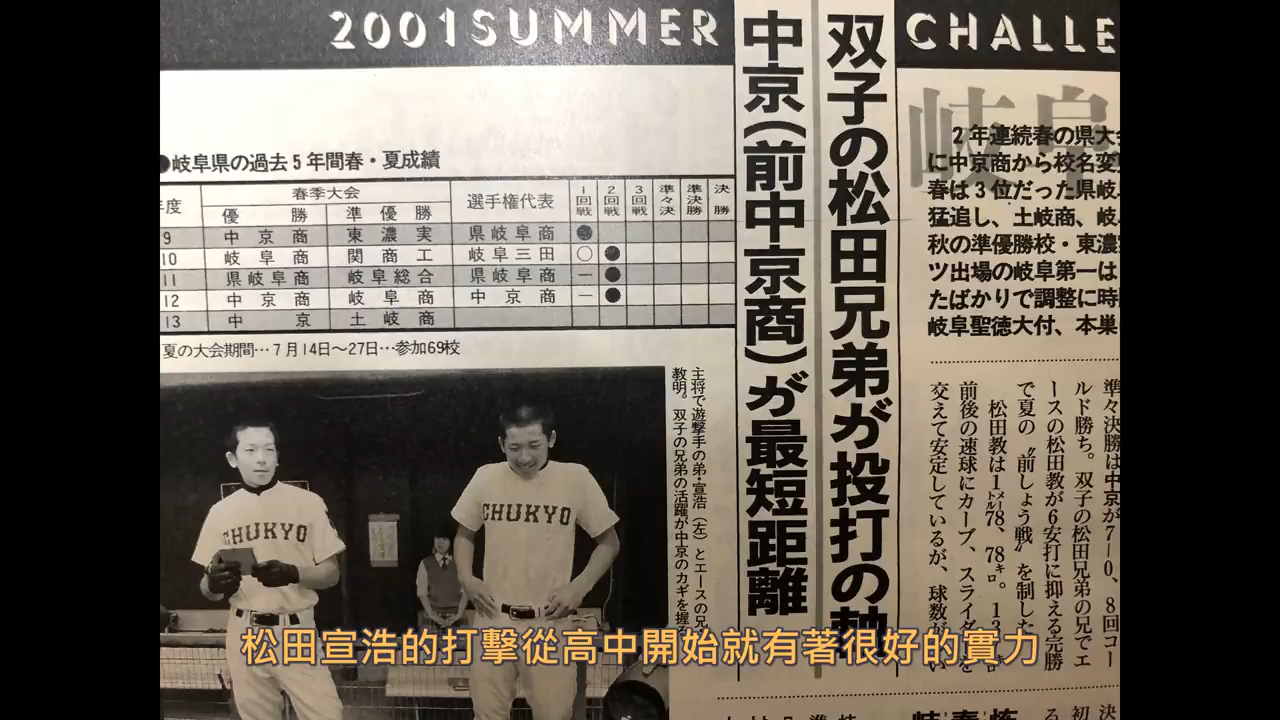 2001SUMMER
CHALLE
双子の松田兄弟が投打の軸
中京(前中京商)が最短距離
岐阜
2年連続春の県大会
に中京商から校名変
春は3位だった県岐
猛追し、土岐商、岐
秋の準優勝校・東濃
ツ出場の岐阜第一は
たばかりで調整に時
岐阜聖徳大付、本巣
●岐阜県の過去5年間春・夏成績
年度 春季大会 選手権代表 1回戦 2回戦 3回戦 準々決 準決勝 決勝
優勝 準優勝
9 中京商 東濃実 県岐阜商 ●
10 岐阜商 関商工 岐阜三田 ○ ●
11 県岐阜商 岐阜総合 県岐阜商 － ●
12 中京商 岐阜商 中京商 － ●
13 中京 土岐商
夏の大会期間…7月14日〜27日…参加69校
主将で遊撃手の弟・宣浩(左)とエースの兄
教明。双子の兄弟の活躍が中京のカギを握る
準々決勝は中京が7―0、8回コー
ルド勝ち。双子の松田兄弟の兄でエ
ースの松田教が6安打に抑える完勝
で夏の〝前しょう戦〟を制した。
松田教は1㍍78、78㌔。13
前後の速球にカーブ、スライダーを
交えて安定しているが、球数が
CHUKYO
CHUKYO
松田宣浩的打擊從高中開始就有著很好的實力